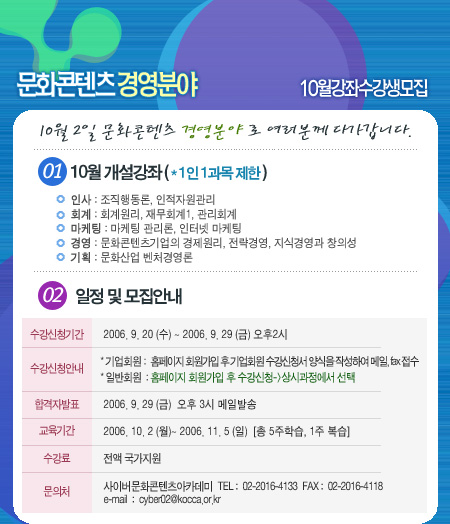 문화콘텐츠 경영분야
10월강좌수강생모집
10월 2일 문화콘텐츠 경영분야로 여러분께 다가갑니다.
01 10월 개설강좌 ( *1인 1과목 제한 )
인사 : 조직행동론, 인적자원관리
회계 : 회계원리, 재무회계1, 관리회계
마케팅 : 마케팅 관리론, 인터넷 마케팅
경영 : 문화콘텐츠기업의 경제원리, 전략경영, 지식경영과 창의성
기획 : 문화산업 벤처경영론
02 일정 및 모집안내
수강신청기간 2006. 9. 20 (수) ~ 2006. 9. 29 (금) 오후2시
수강신청안내 * 기업회원 : 홈페이지 회원가입 후 기업회원 수강신청서 양식을 작성하여 메일, fax 접수
* 일반회원 : 홈페이지 회원가입 후 수강신청->상시과정에서 선택
합격자발표 2006. 9. 29 (금) 오후 3시 메일발송
교육기간 2006. 10. 2 (월)~ 2006. 11. 5 (일) [총 5주학습, 1주 복습]
수강료 전액 국가지원
문의처 사이버문화콘텐츠아카데미 TEL : 02-2016-4133 FAX : 02-2016-4118
e-mail : cyber02@kocca.or.kr